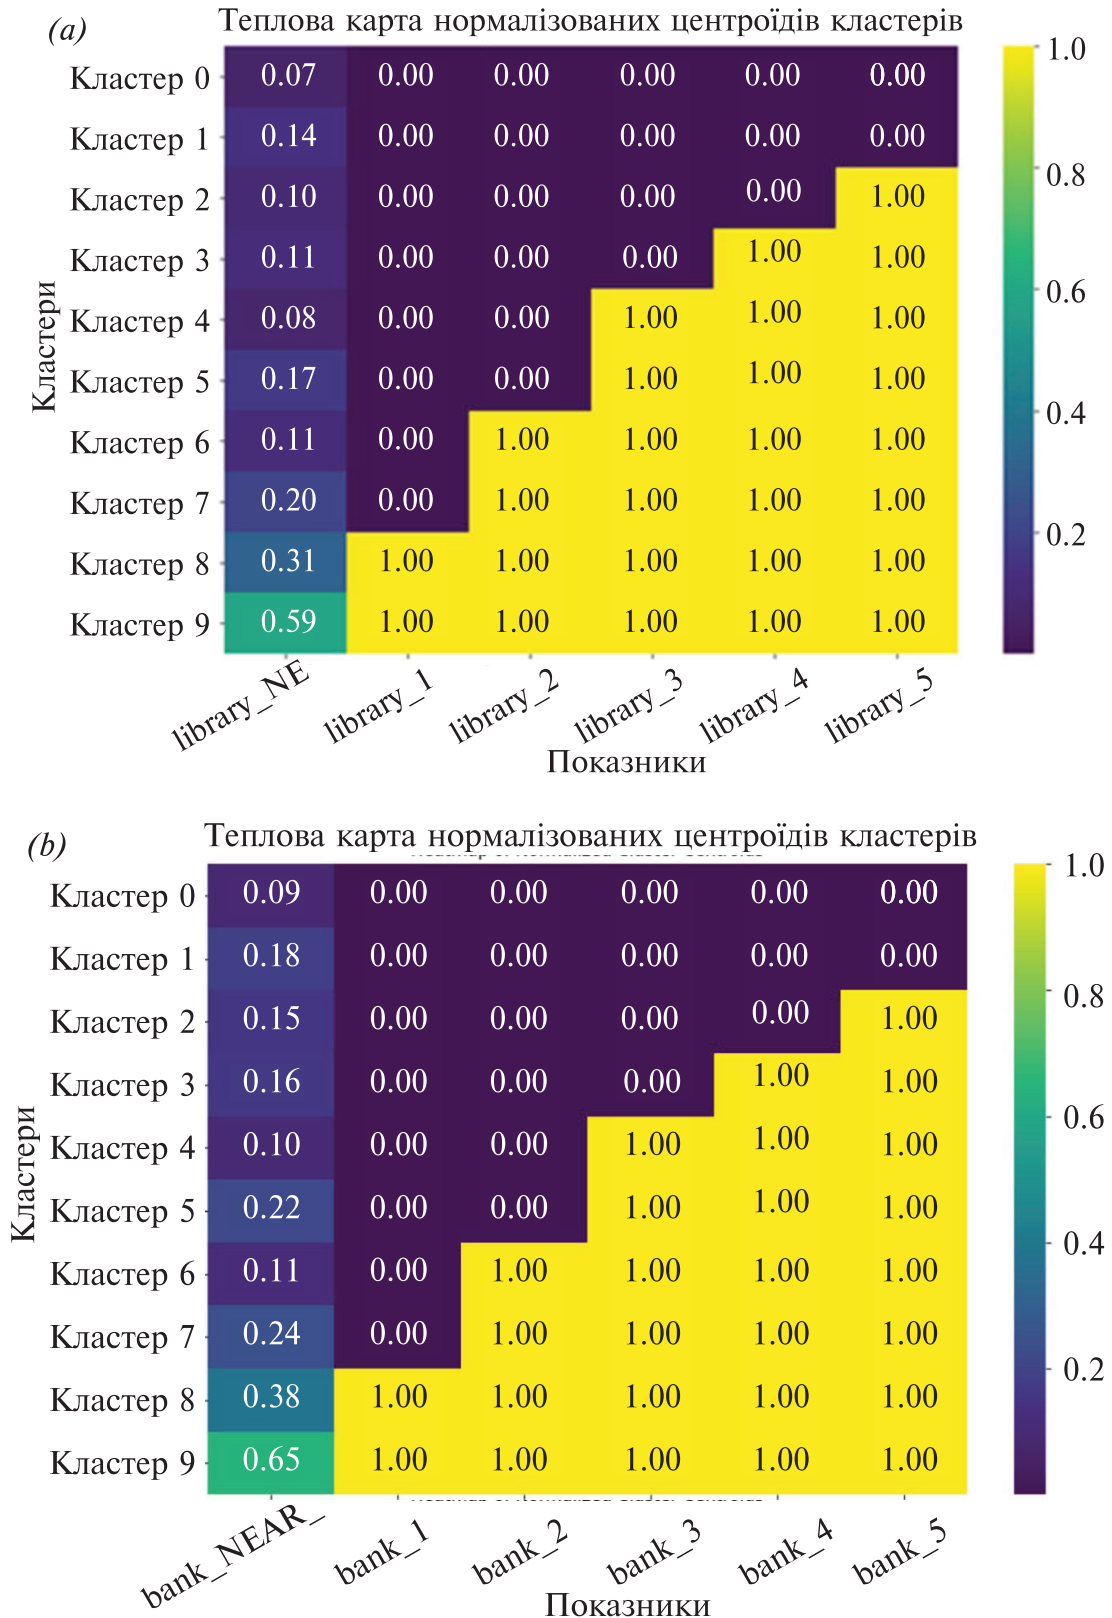 (a) Теплова карта нормалізованих центроїдів кластерів
Кластер 0 0.07 0.00 0.00 0.00 0.00 0.00
Кластер 1 0.14 0.00 0.00 0.00 0.00 0.00
Кластер 2 0.10 0.00 0.00 0.00 0.00 1.00
Кластер 3 0.11 0.00 0.00 0.00 1.00 1.00
Кластер 4 0.08 0.00 0.00 1.00 1.00 1.00
Кластер 5 0.17 0.00 0.00 1.00 1.00 1.00
Кластер 6 0.11 0.00 1.00 1.00 1.00 1.00
Кластер 7 0.20 0.00 1.00 1.00 1.00 1.00
Кластер 8 0.31 1.00 1.00 1.00 1.00 1.00
Кластер 9 0.59 1.00 1.00 1.00 1.00 1.00
Кластери
library_NE library_1 library_2 library_3 library_4 library_5
Показники
1.0
0.8
0.6
0.4
0.2
(b) Теплова карта нормалізованих центроїдів кластерів
Кластер 0 0.09 0.00 0.00 0.00 0.00 0.00
Кластер 1 0.18 0.00 0.00 0.00 0.00 0.00
Кластер 2 0.15 0.00 0.00 0.00 0.00 1.00
Кластер 3 0.16 0.00 0.00 0.00 1.00 1.00
Кластер 4 0.10 0.00 0.00 1.00 1.00 1.00
Кластер 5 0.22 0.00 0.00 1.00 1.00 1.00
Кластер 6 0.11 0.00 1.00 1.00 1.00 1.00
Кластер 7 0.24 0.00 1.00 1.00 1.00 1.00
Кластер 8 0.38 1.00 1.00 1.00 1.00 1.00
Кластер 9 0.65 1.00 1.00 1.00 1.00 1.00
Кластери
bank_NEAR_ bank_1 bank_2 bank_3 bank_4 bank_5
Показники
1.0
0.8
0.6
0.4
0.2